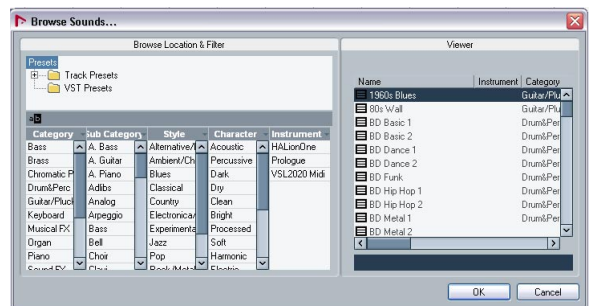 Browse Sounds...
Browse Location & Filter
Presets
Track Presets
VST Presets
Category Sub Category Style Character Instrument
Bass A. Bass Alternative/ Acoustic HALionOne
Brass A. Guitar Ambient/Ch Percussive Prologue
Chromatic P A. Piano Blues Dark VSL2020 Midi
Drum&Perc Adlibs Classical Dry
Guitar/Pluck Analog Country Clean
Keyboard Arpeggio Electronica/ Bright
Musical FX Bass Experimenta Processed
Organ Bell Jazz Soft
Piano Choir Pop Harmonic
Sound FX Clavi Rock/Metal Electric
Viewer
Name Instrument Category
1960s Blues Guitar/Plu
80s Wall Guitar/Plu
BD Basic 1 Drum&Per
BD Basic 2 Drum&Per
BD Dance 1 Drum&Per
BD Dance 2 Drum&Per
BD Funk Drum&Per
BD Hip Hop 1 Drum&Per
BD Hip Hop 2 Drum&Per
BD Metal 1 Drum&Per
BD Metal 2
OK Cancel